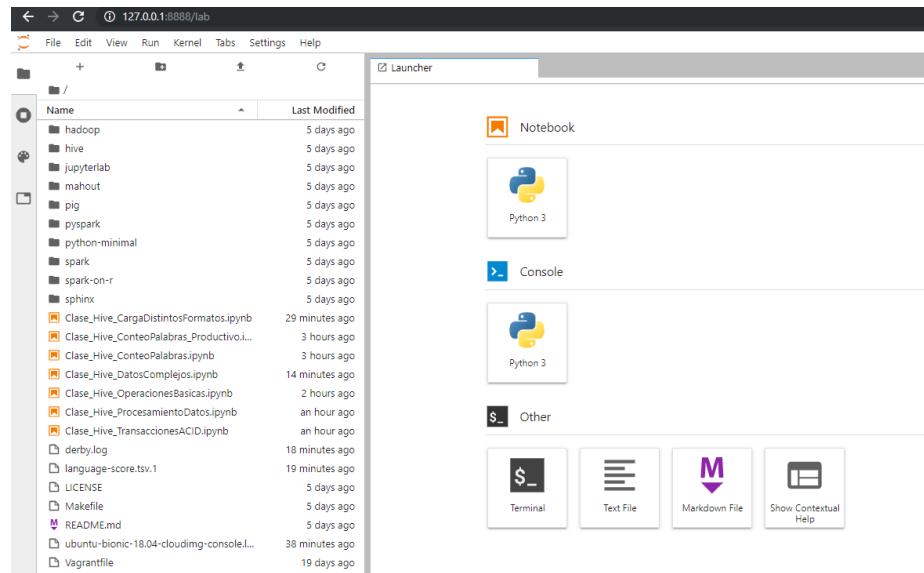 127.0.0.1:8888/lab
File Edit View Run Kernel Tabs Settings Help
Launcher
/
Name Last Modified
hadoop 5 days ago
hive 5 days ago
jupyterlab 5 days ago
mahout 5 days ago
pig 5 days ago
pyspark 5 days ago
python-minimal 5 days ago
spark 5 days ago
spark-on-r 5 days ago
sphinx 5 days ago
Clase_Hive_CargaDistintosFormatos.ipynb 29 minutes ago
Clase_Hive_ConteoPalabras_Productivo.i... 3 hours ago
Clase_Hive_ConteoPalabras.ipynb 3 hours ago
Clase_Hive_DatosComplejos.ipynb 14 minutes ago
Clase_Hive_OperacionesBasicas.ipynb 2 hours ago
Clase_Hive_ProcesamientoDatos.ipynb an hour ago
Clase_Hive_TransaccionesACID.ipynb an hour ago
derby.log 18 minutes ago
language-score.tsv.1 19 minutes ago
LICENSE 5 days ago
Makefile 5 days ago
README.md 5 days ago
ubuntu-bionic-18.04-cloudimg-console.l... 38 minutes ago
Vagrantfile 19 days ago
Notebook
Python 3
>_ Console
Python 3
$_ Other
$_
M
Terminal
Text File
Markdown File
Show Contextual
Help